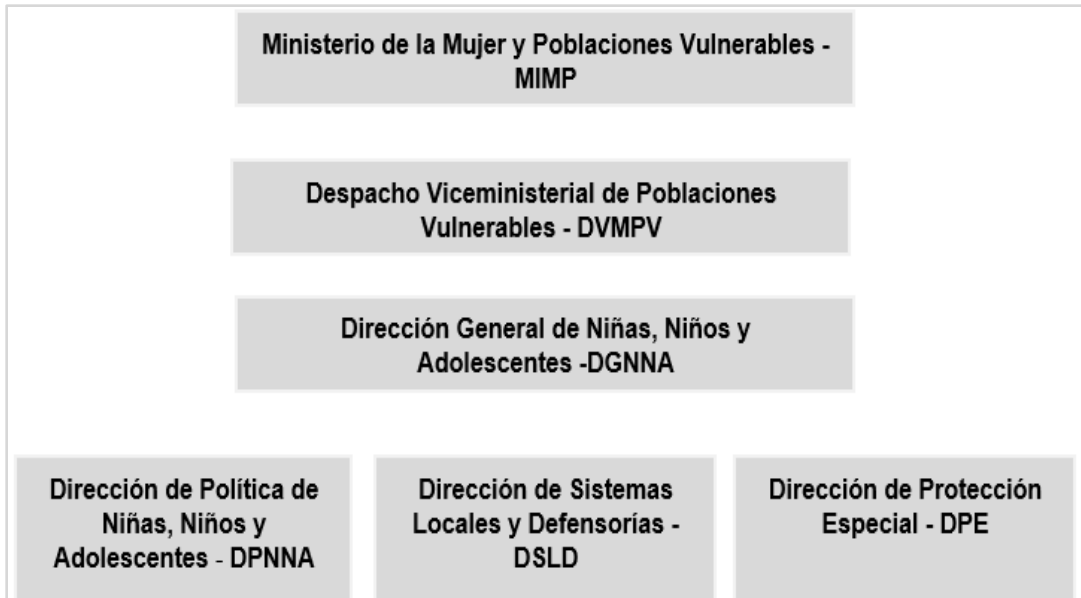 Ministerio de la Mujer y Poblaciones Vulnerables -
MIMP
Despacho Viceministerial de Poblaciones
Vulnerables - DVMPV
Dirección General de Niñas, Niños y
Adolescentes -DGNNA
Dirección de Política de
Niñas, Niños y
Adolescentes - DPNNA
Dirección de Sistemas
Locales y Defensorías -
DSLD
Dirección de Protección
Especial - DPE